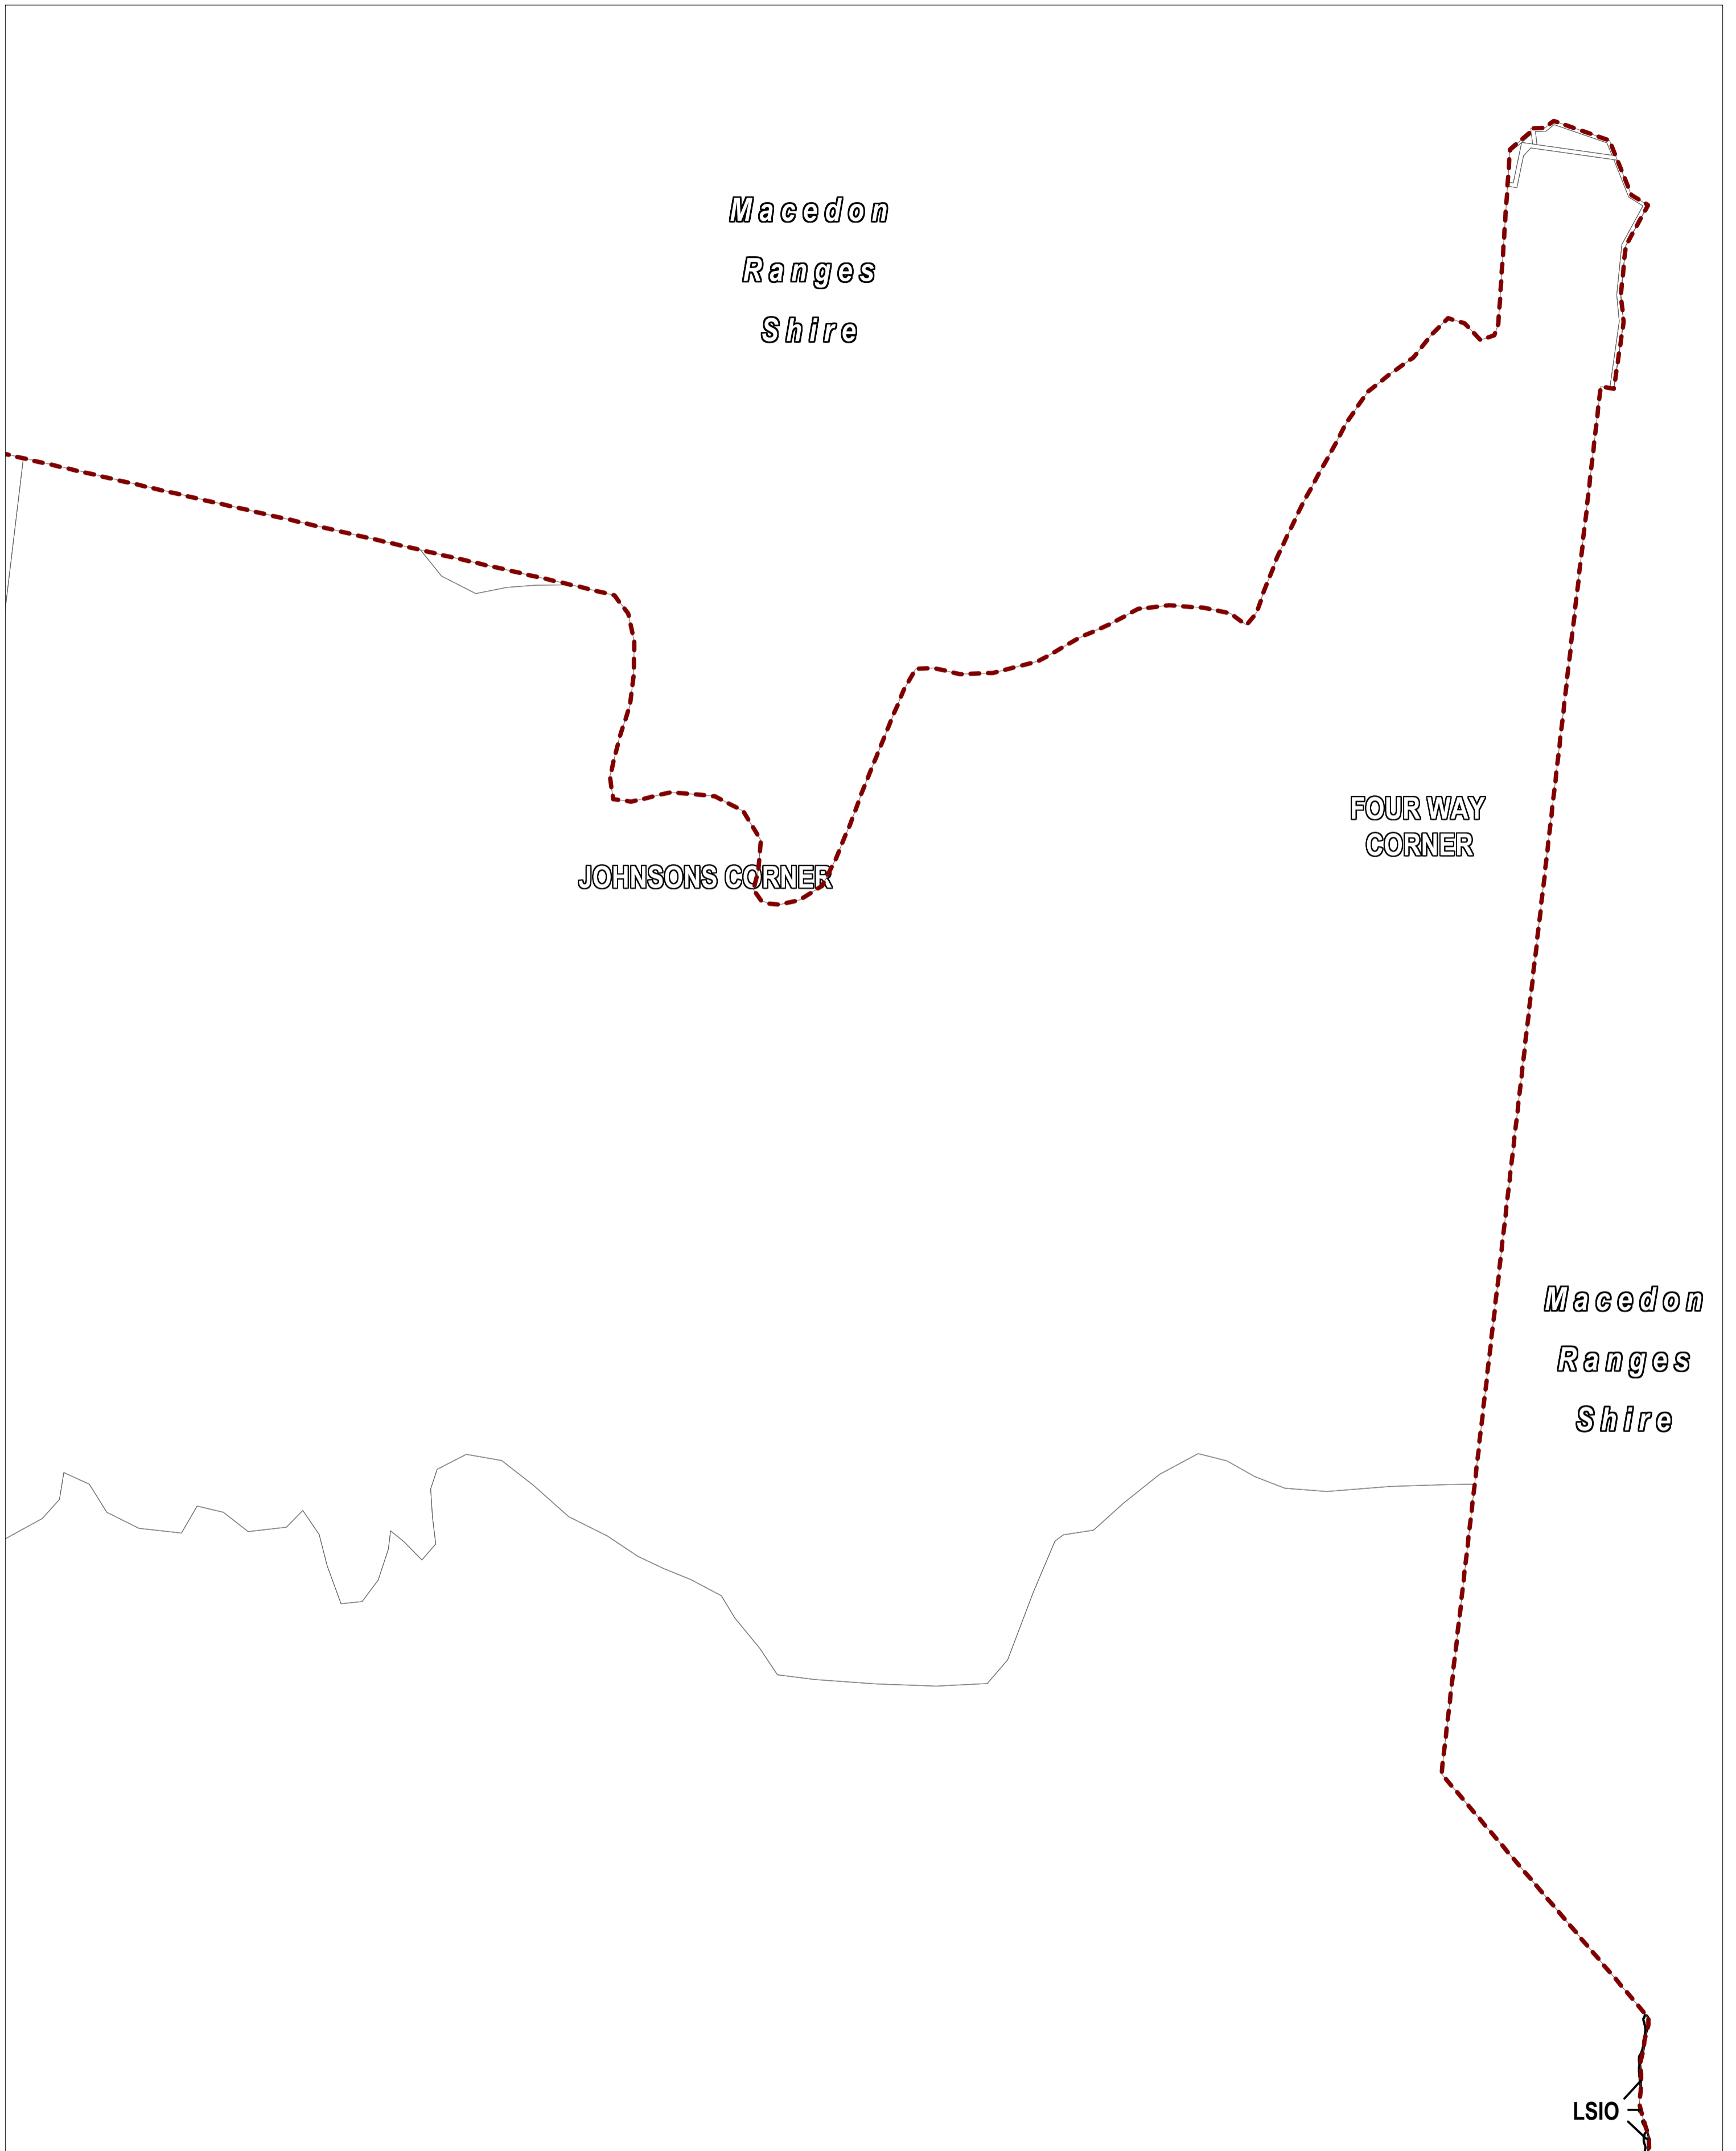 Macedon
Ranges
Shire
FOUR WAY
CORNER
JOHNSONS CORNER
Macedon
Ranges
Shire
LSIO